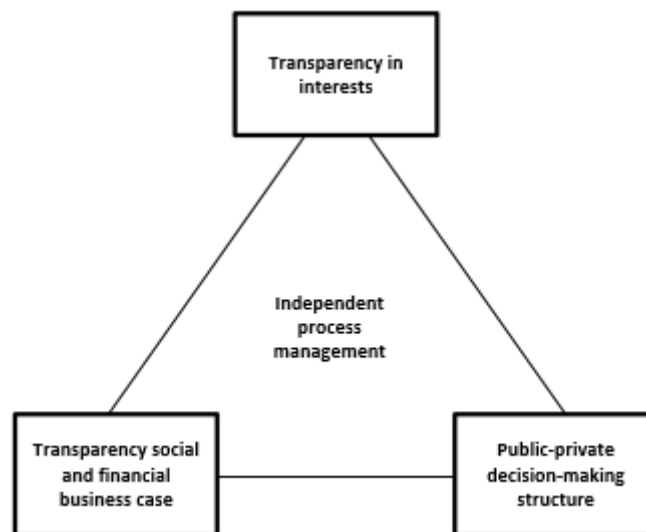 Transparency in
interests
Independent
process
management
Transparency social
and financial
business case
Public-private
decision-making
structure